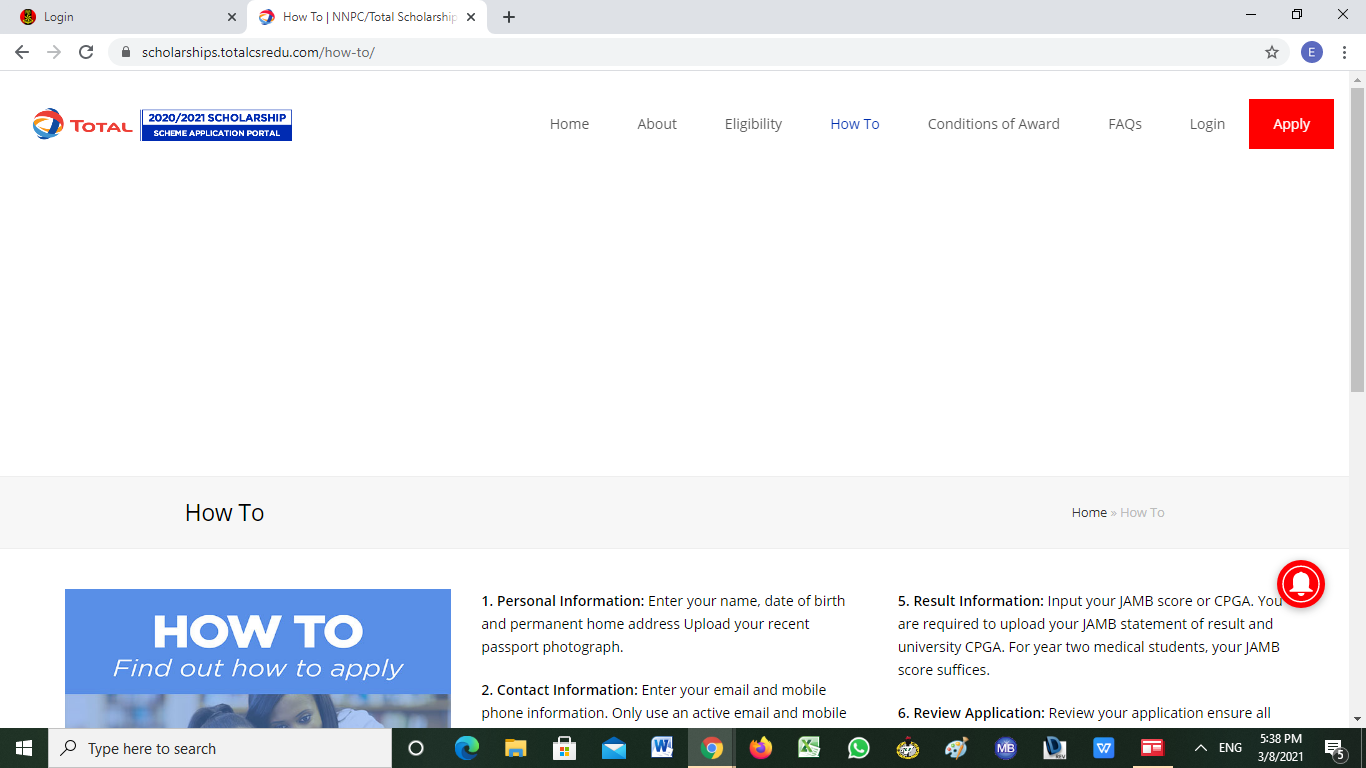 Login
How To | NNPC/Total Scholarship
scholarships.totalcsredu.com/how-to/
E
TOTAL
2020/2021 SCHOLARSHIP
SCHEME APPLICATION PORTAL
Home
About
Eligibility
How To
Conditions of Award
FAQs
Login
Apply
How To
Home » How To
HOW TO
Find out how to apply
1. Personal Information: Enter your name, date of birth
and permanent home address Upload your recent
passport photograph.
2. Contact Information: Enter your email and mobile
phone information. Only use an active email and mobile
5. Result Information: Input your JAMB score or CPGA. You
are required to upload your JAMB statement of result and
university CPGA. For year two medical students, your JAMB
score suffices.
6. Review Application: Review your application ensure all
Type here to search
MB
ENG
5:38 PM
3/8/2021
5